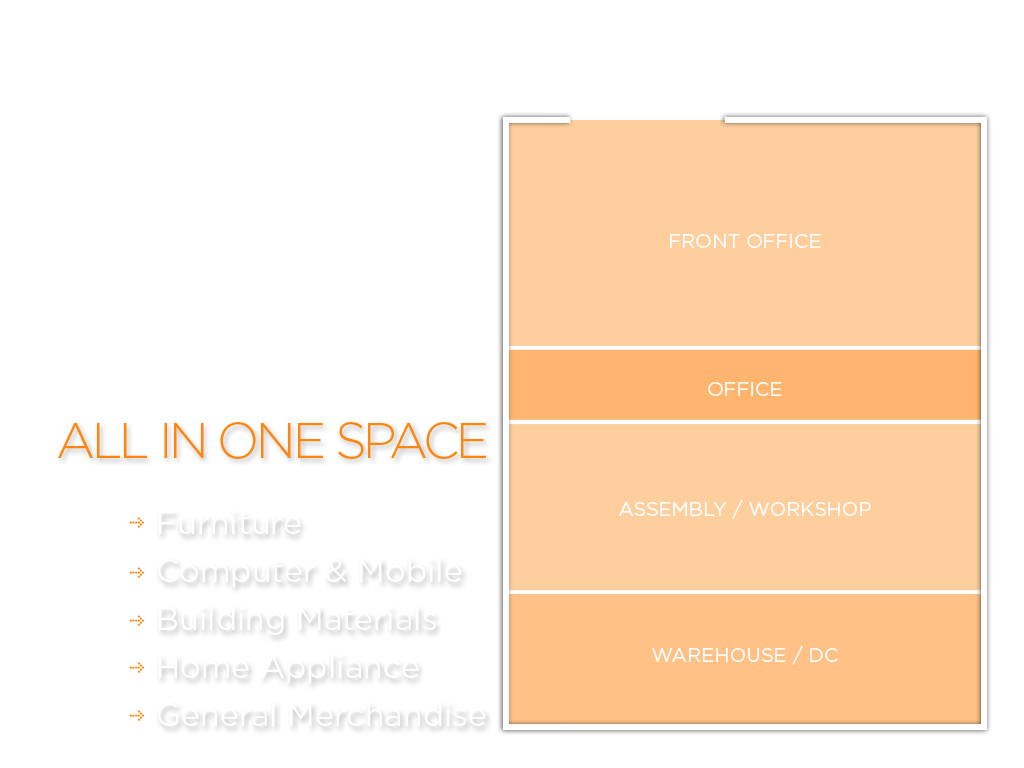 ALL IN ONE SPACE
Furniture
Computer & Mobile
Building Materials
Home Appliance
General Merchandise
FRONT OFFICE
OFFICE
ASSEMBLY / WORKSHOP
WAREHOUSE / DC